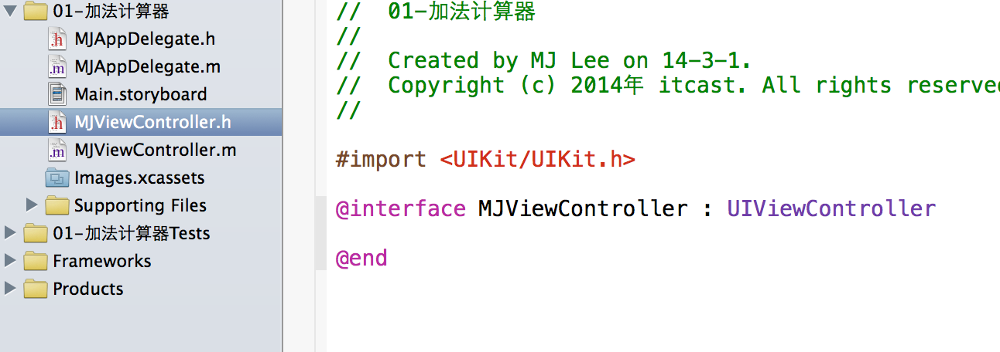 01-加法计算器
MJAppDelegate.h
MJAppDelegate.m
Main.storyboard
MJViewController.h
MJViewController.m
Images.xcassets
Supporting Files
01-加法计算器Tests
Frameworks
Products
//  01-加法计算器
//
//  Created by MJ Lee on 14-3-1.
//  Copyright (c) 2014年 itcast. All rights reserved
//
#import <UIKit/UIKit.h>
@interface MJViewController : UIViewController
@end